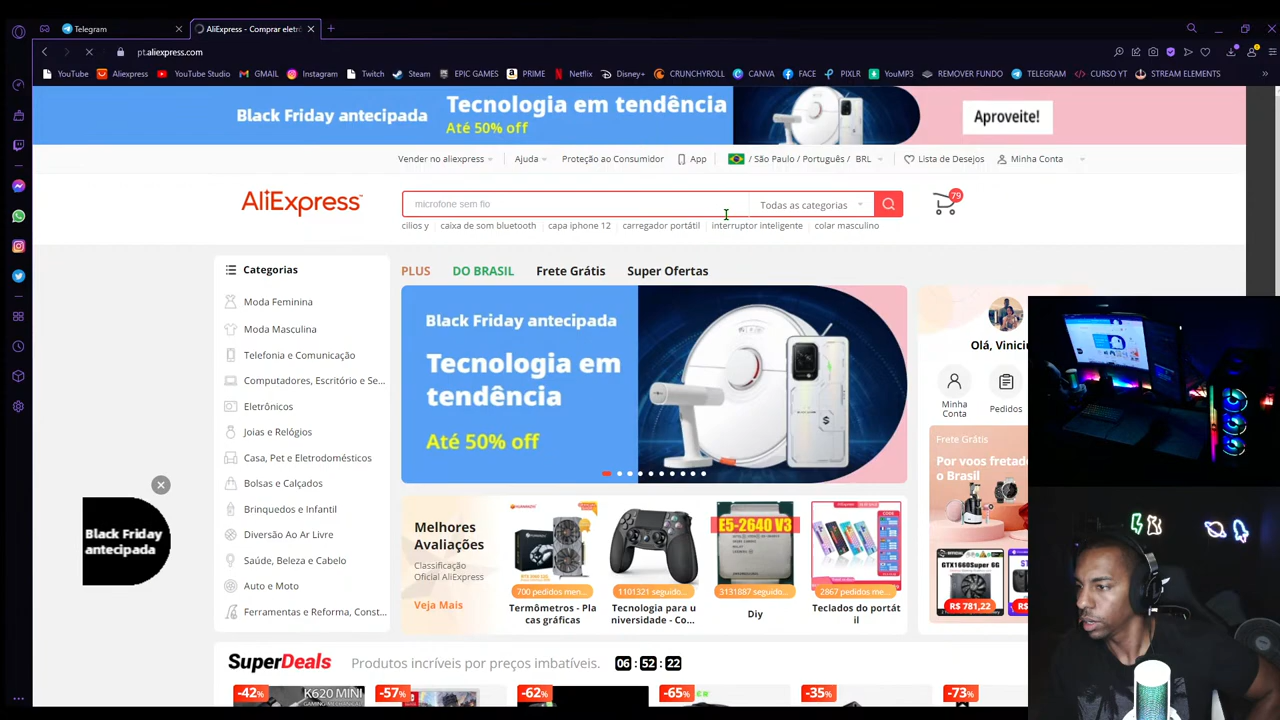 Telegram
AliExpress - Comprar eletr
pt.aliexpress.com
YouTube
Aliexpress
YouTube Studio
GMAIL
Instagram
Twitch
Steam
EPIC GAMES
PRIME
Netflix
Disney+
CRUNCHYROLL
CANVA
FACE
PIXLR
YouMP3
REMOVER FUNDO
TELEGRAM
CURSO YT
STREAM ELEMENTS
Black Friday antecipada
Tecnologia em tendência
Até 50% off
Aproveite!
Vender no aliexpress
Ajuda
Proteção ao Consumidor
App
/ São Paulo / Português / BRL
Lista de Desejos
Minha Conta
AliExpress
microfone sem fio
Todas as categorias
79
cílios y
caixa de som bluetooth
capa iphone 12
carregador portátil
interruptor inteligente
colar masculino
Categorias
PLUS
DO BRASIL
Frete Grátis
Super Ofertas
Moda Feminina
Moda Masculina
Telefonia e Comunicação
Computadores, Escritório e Se...
Eletrônicos
Joias e Relógios
Casa, Pet e Eletrodomésticos
Bolsas e Calçados
Brinquedos e Infantil
Diversão Ao Ar Livre
Saúde, Beleza e Cabelo
Auto e Moto
Ferramentas e Reforma, Const...
Black Friday antecipada
Tecnologia em
tendência
Até 50% off
Olá, Viniciu
Minha
Conta
Pedidos
Frete Grátis
Por voos fretado
o Brasil
GTX1660Super 6G
R$ 781,22
R$
Black Friday
antecipada
Melhores
Avaliações
Classificação
Oficial AliExpress
Veja Mais
700 pedidos men...
Termômetros - Pla
cas gráficas
1101321 seguido...
Tecnologia para u
niversidade - Co...
E5-2640 V3
3131887 seguido...
Diy
2867 pedidos me...
Teclados do portát
il
SuperDeals
Produtos incríveis por preços imbatíveis.
06 : 52 : 22
-42%
K620 MINI
-57%
-62%
-65%
-35%
-73%